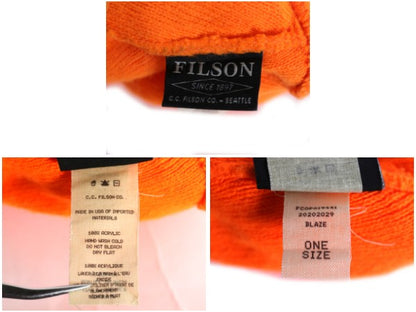 FILSON
SINCE 1897
C.C. FILSON CO. – SEATTLE
C.C. FILSON CO.
MADE IN USA OF IMPORTED
MATERIALS
100% ACRYLIC
HAND WASH COLD
DO NOT BLEACH
DRY FLAT
100% ACRYLIQUE
20202029
BLAZE
ONE
SIZE